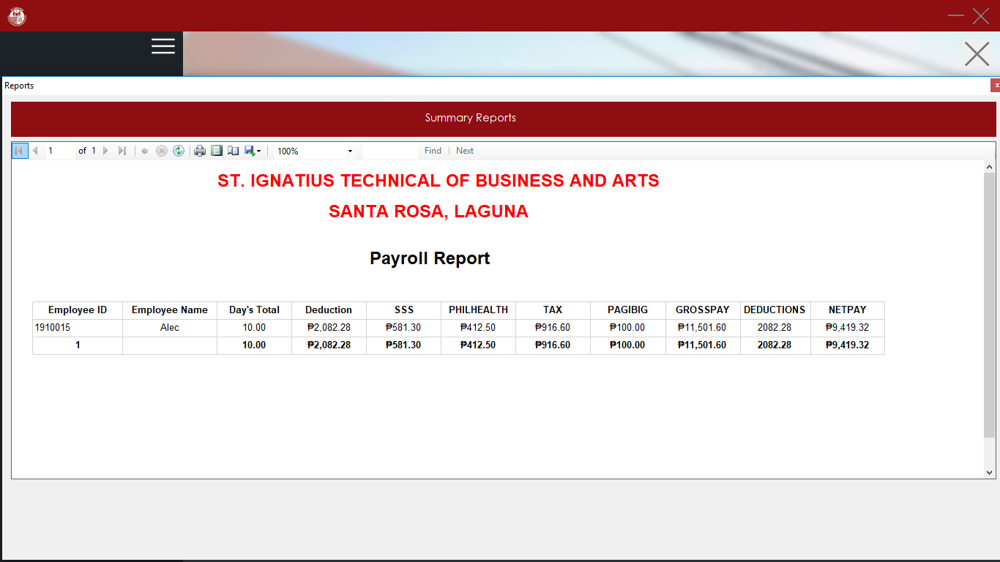 Reports
Summary Reports
1 of 1 100% Find Next
ST. IGNATIUS TECHNICAL OF BUSINESS AND ARTS
SANTA ROSA, LAGUNA
Payroll Report
Employee ID Employee Name Day's Total Deduction SSS PHILHEALTH TAX PAGIBIG GROSSPAY DEDUCTIONS NETPAY
1910015 Alec 10.00 ₱2,082.28 ₱581.30 ₱412.50 ₱916.60 ₱100.00 ₱11,501.60 2082.28 ₱9,419.32
1 10.00 ₱2,082.28 ₱581.30 ₱412.50 ₱916.60 ₱100.00 ₱11,501.60 2082.28 ₱9,419.32